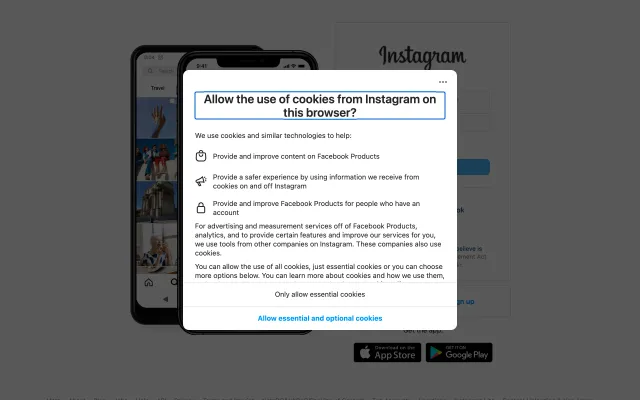 Instagram
9:41
Travel
Allow the use of cookies from Instagram on
this browser?
We use cookies and similar technologies to help:
Provide and improve content on Facebook Products
Provide a safer experience by using information we receive from
cookies on and off Instagram
Provide and improve Facebook Products for people who have an
account
For advertising and measurement services off of Facebook Products,
analytics, and to provide certain features and improve our services for you,
we use tools from other companies on Instagram. These companies also use
cookies.
You can allow the use of all cookies, just essential cookies or you can choose
more options below. You can learn more about cookies and how we use them,
Only allow essential cookies
Allow essential and optional cookies
Get the app.
Download on the
App Store
GET IT ON
Google Play